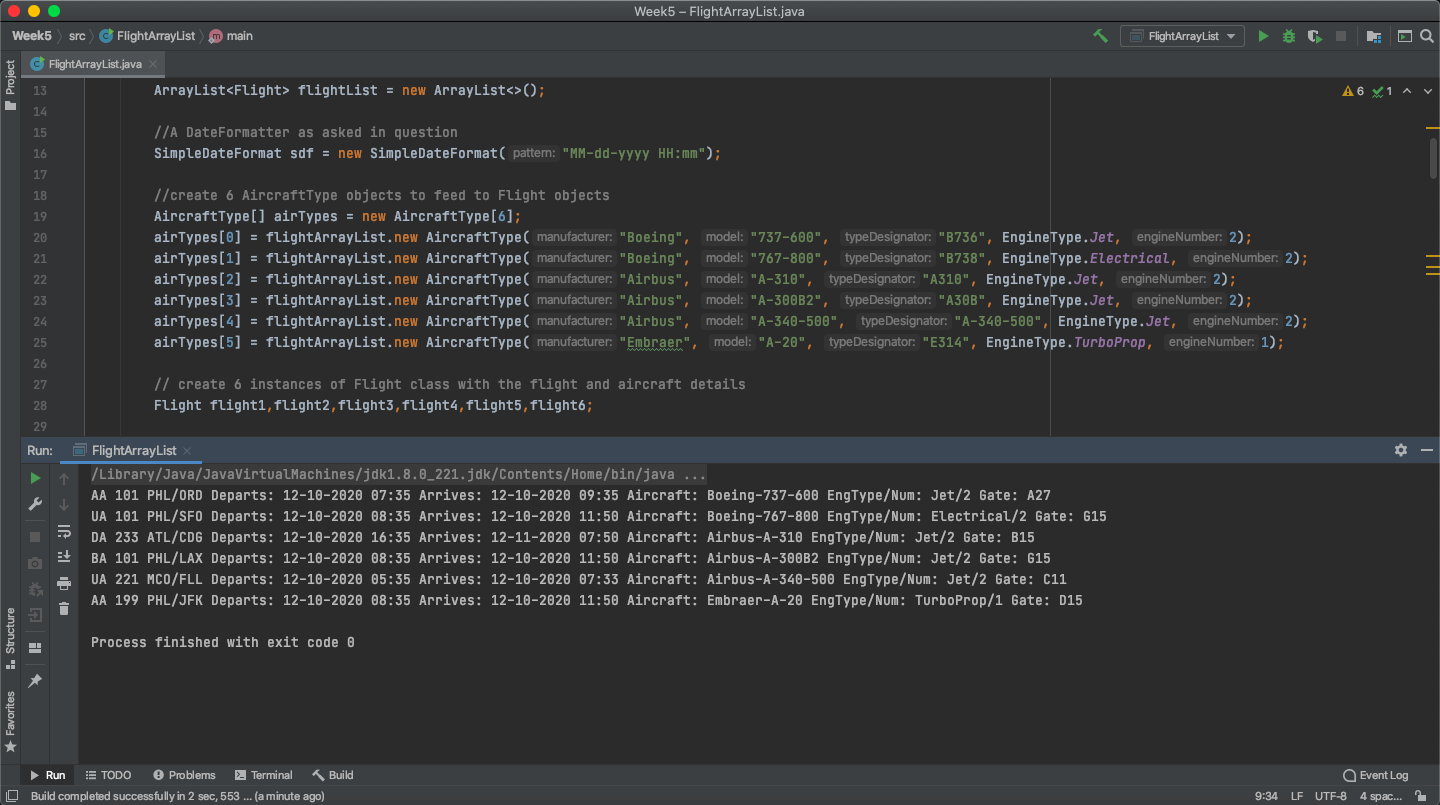 Week5 – FlightArrayList.java
Week5 src FlightArrayList main
FlightArrayList
Project
FlightArrayList.java
6 1
13 ArrayList<Flight> flightList = new ArrayList<>();
14
15 //A DateFormatter as asked in question
16 SimpleDateFormat sdf = new SimpleDateFormat( pattern: "MM-dd-yyyy HH:mm");
17
18 //create 6 AircraftType objects to feed to Flight objects
19 AircraftType[] airTypes = new AircraftType[6];
20 airTypes[0] = flightArrayList.new AircraftType( manufacturer: "Boeing", model: "737-600", typeDesignator: "B736", EngineType.Jet, engineNumber: 2);
21 airTypes[1] = flightArrayList.new AircraftType( manufacturer: "Boeing", model: "767-800", typeDesignator: "B738", EngineType.Electrical, engineNumber: 2);
22 airTypes[2] = flightArrayList.new AircraftType( manufacturer: "Airbus", model: "A-310", typeDesignator: "A310", EngineType.Jet, engineNumber: 2);
23 airTypes[3] = flightArrayList.new AircraftType( manufacturer: "Airbus", model: "A-300B2", typeDesignator: "A30B", EngineType.Jet, engineNumber: 2);
24 airTypes[4] = flightArrayList.new AircraftType( manufacturer: "Airbus", model: "A-340-500", typeDesignator: "A-340-500", EngineType.Jet, engineNumber: 2);
25 airTypes[5] = flightArrayList.new AircraftType( manufacturer: "Embraer", model: "A-20", typeDesignator: "E314", EngineType.TurboProp, engineNumber: 1);
26
27 // create 6 instances of Flight class with the flight and aircraft details
28 Flight flight1,flight2,flight3,flight4,flight5,flight6;
29
Run: FlightArrayList
/Library/Java/JavaVirtualMachines/jdk1.8.0_221.jdk/Contents/Home/bin/java ...
AA 101 PHL/ORD Departs: 12-10-2020 07:35 Arrives: 12-10-2020 09:35 Aircraft: Boeing-737-600 EngType/Num: Jet/2 Gate: A27
UA 101 PHL/SFO Departs: 12-10-2020 08:35 Arrives: 12-10-2020 11:50 Aircraft: Boeing-767-800 EngType/Num: Electrical/2 Gate: G15
DA 233 ATL/CDG Departs: 12-10-2020 16:35 Arrives: 12-11-2020 07:50 Aircraft: Airbus-A-310 EngType/Num: Jet/2 Gate: B15
BA 101 PHL/LAX Departs: 12-10-2020 08:35 Arrives: 12-10-2020 11:50 Aircraft: Airbus-A-300B2 EngType/Num: Jet/2 Gate: G15
UA 221 MCO/FLL Departs: 12-10-2020 05:35 Arrives: 12-10-2020 07:33 Aircraft: Airbus-A-340-500 EngType/Num: Jet/2 Gate: C11
AA 199 PHL/JFK Departs: 12-10-2020 08:35 Arrives: 12-10-2020 11:50 Aircraft: Embraer-A-20 EngType/Num: TurboProp/1 Gate: D15
Process finished with exit code 0
Structure
Favorites
Run TODO Problems Terminal Build Event Log
Build completed successfully in 2 sec, 553 ... (a minute ago) 9:34 LF UTF-8 4 spac...